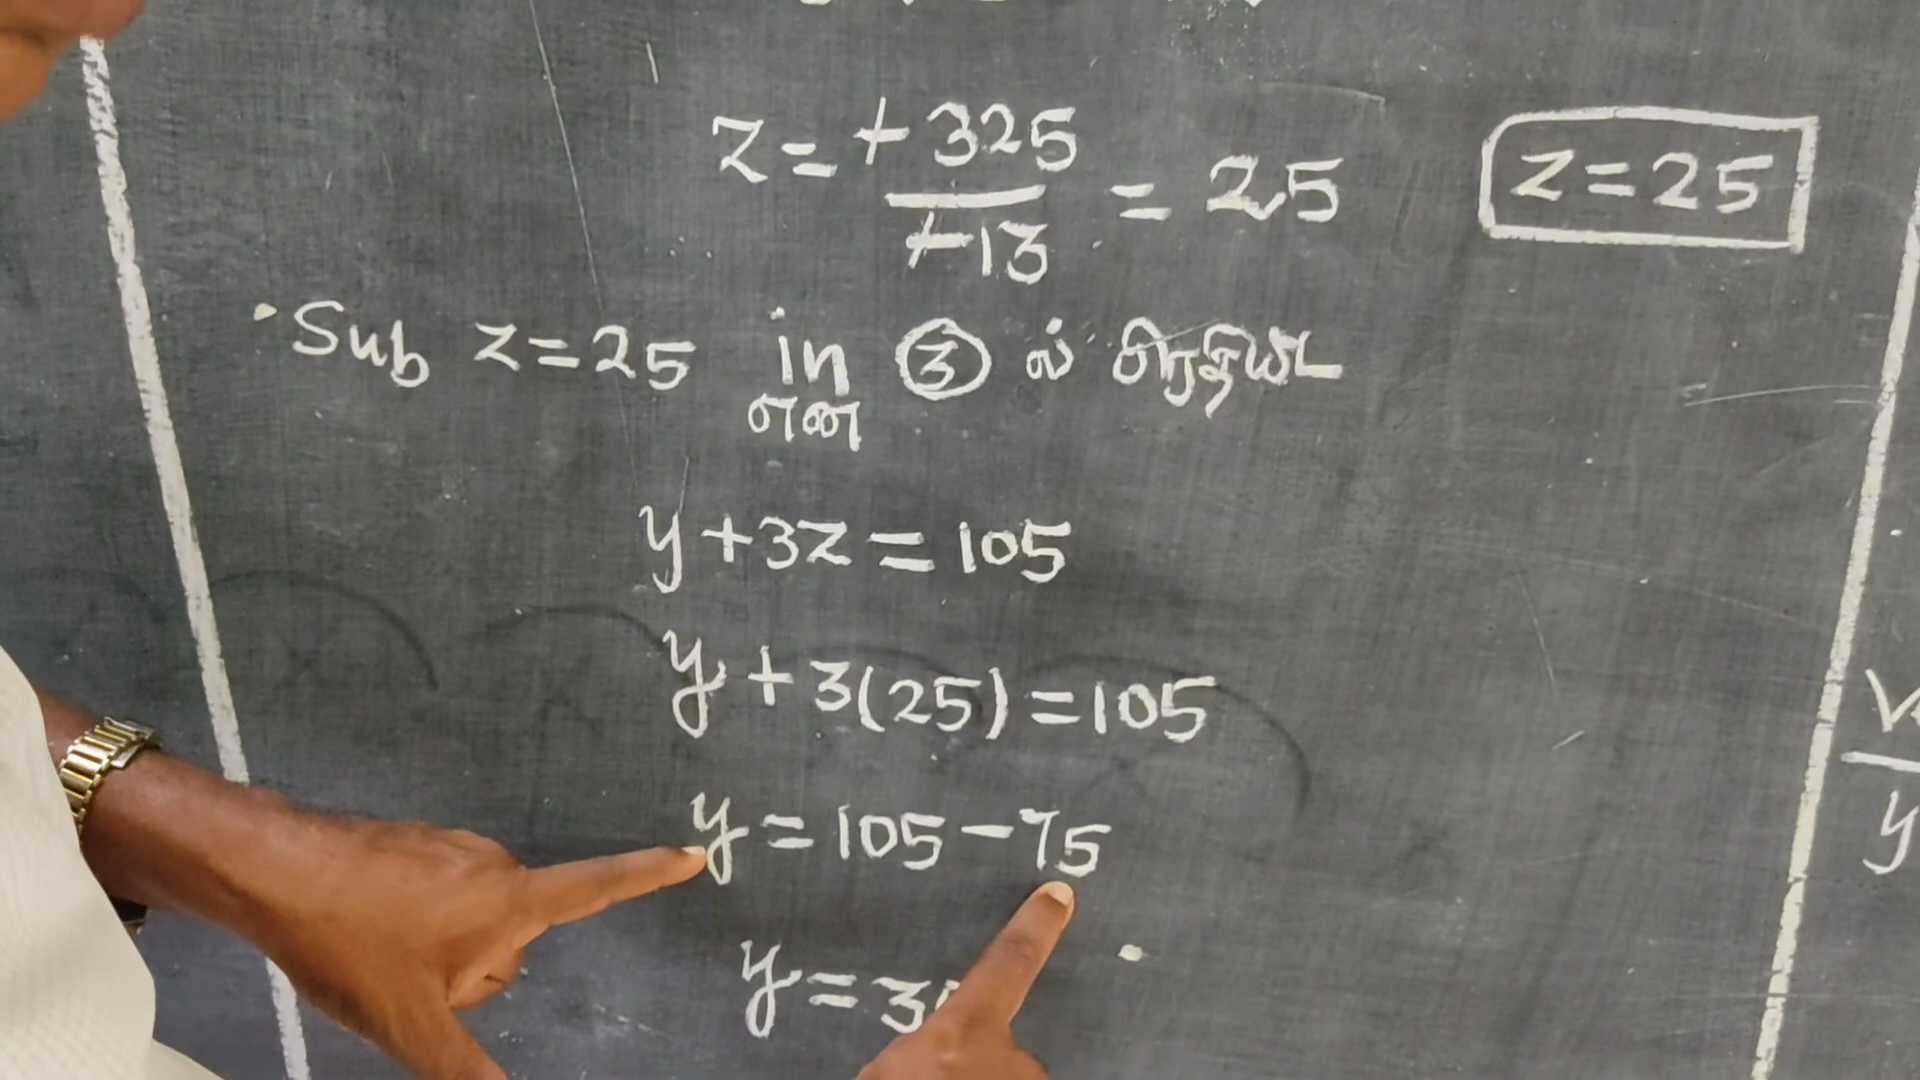 z = +325 / +13 = 25
z = 25
Sub z = 25 in ③ ல் பிரதியிட
என
y + 3z = 105
y + 3(25) = 105
y = 105 - 75
y = 3
y